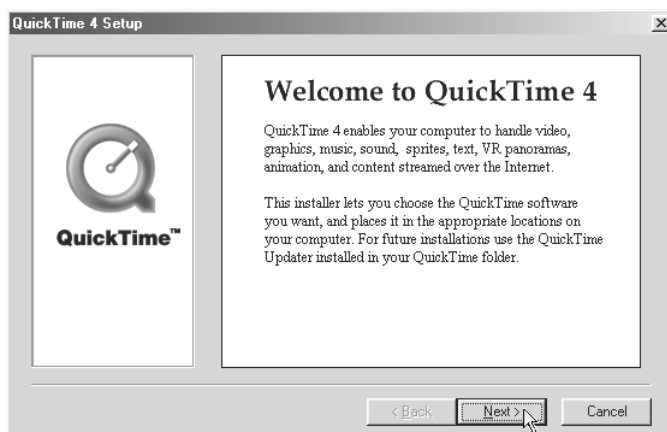 QuickTime 4 Setup
Welcome to QuickTime 4
QuickTime 4 enables your computer to handle video,
graphics, music, sound, sprites, text, VR panoramas,
animation, and content streamed over the Internet.
This installer lets you choose the QuickTime software
you want, and places it in the appropriate locations on
your computer. For future installations use the QuickTime
Updater installed in your QuickTime folder.
QuickTime™
< Back
Next >
Cancel